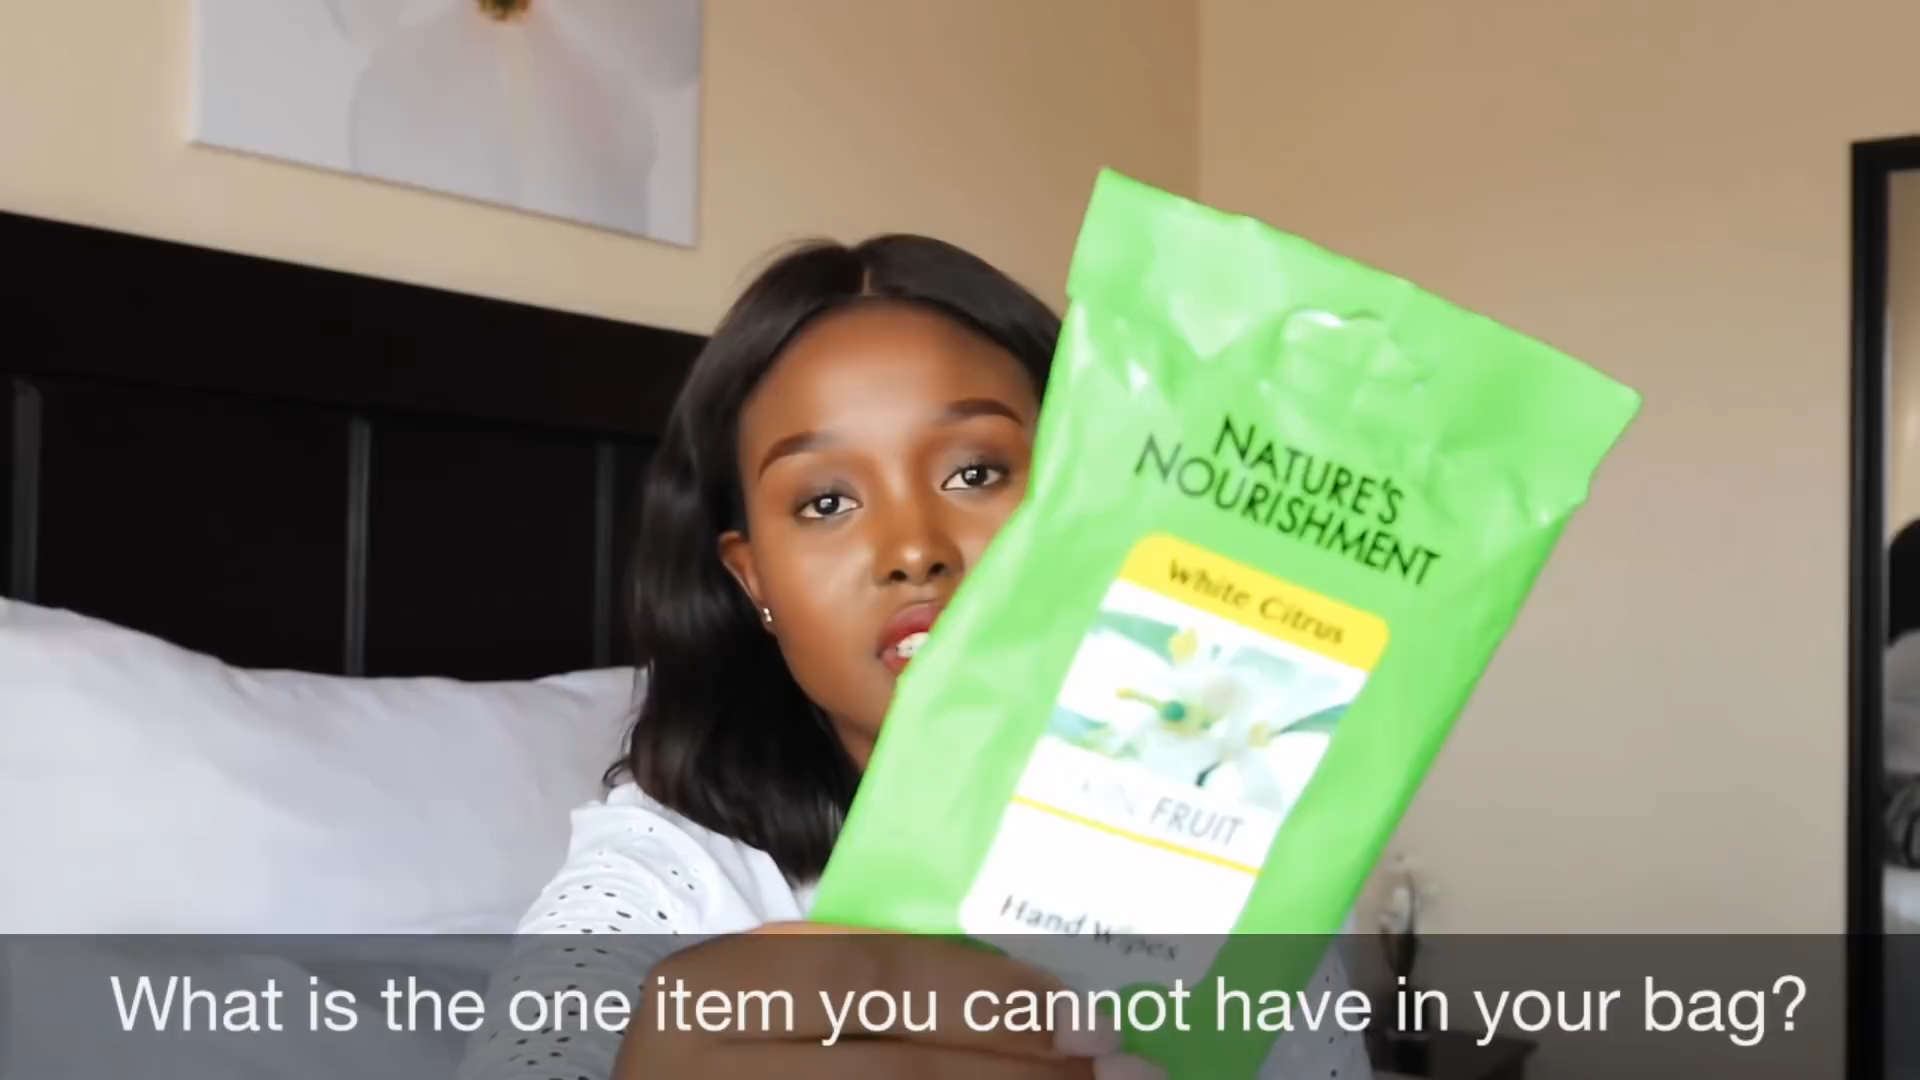 NATURE'S
NOURISHMENT
White Citrus
FRUIT
Hand Wipes
What is the one item you cannot have in your bag?